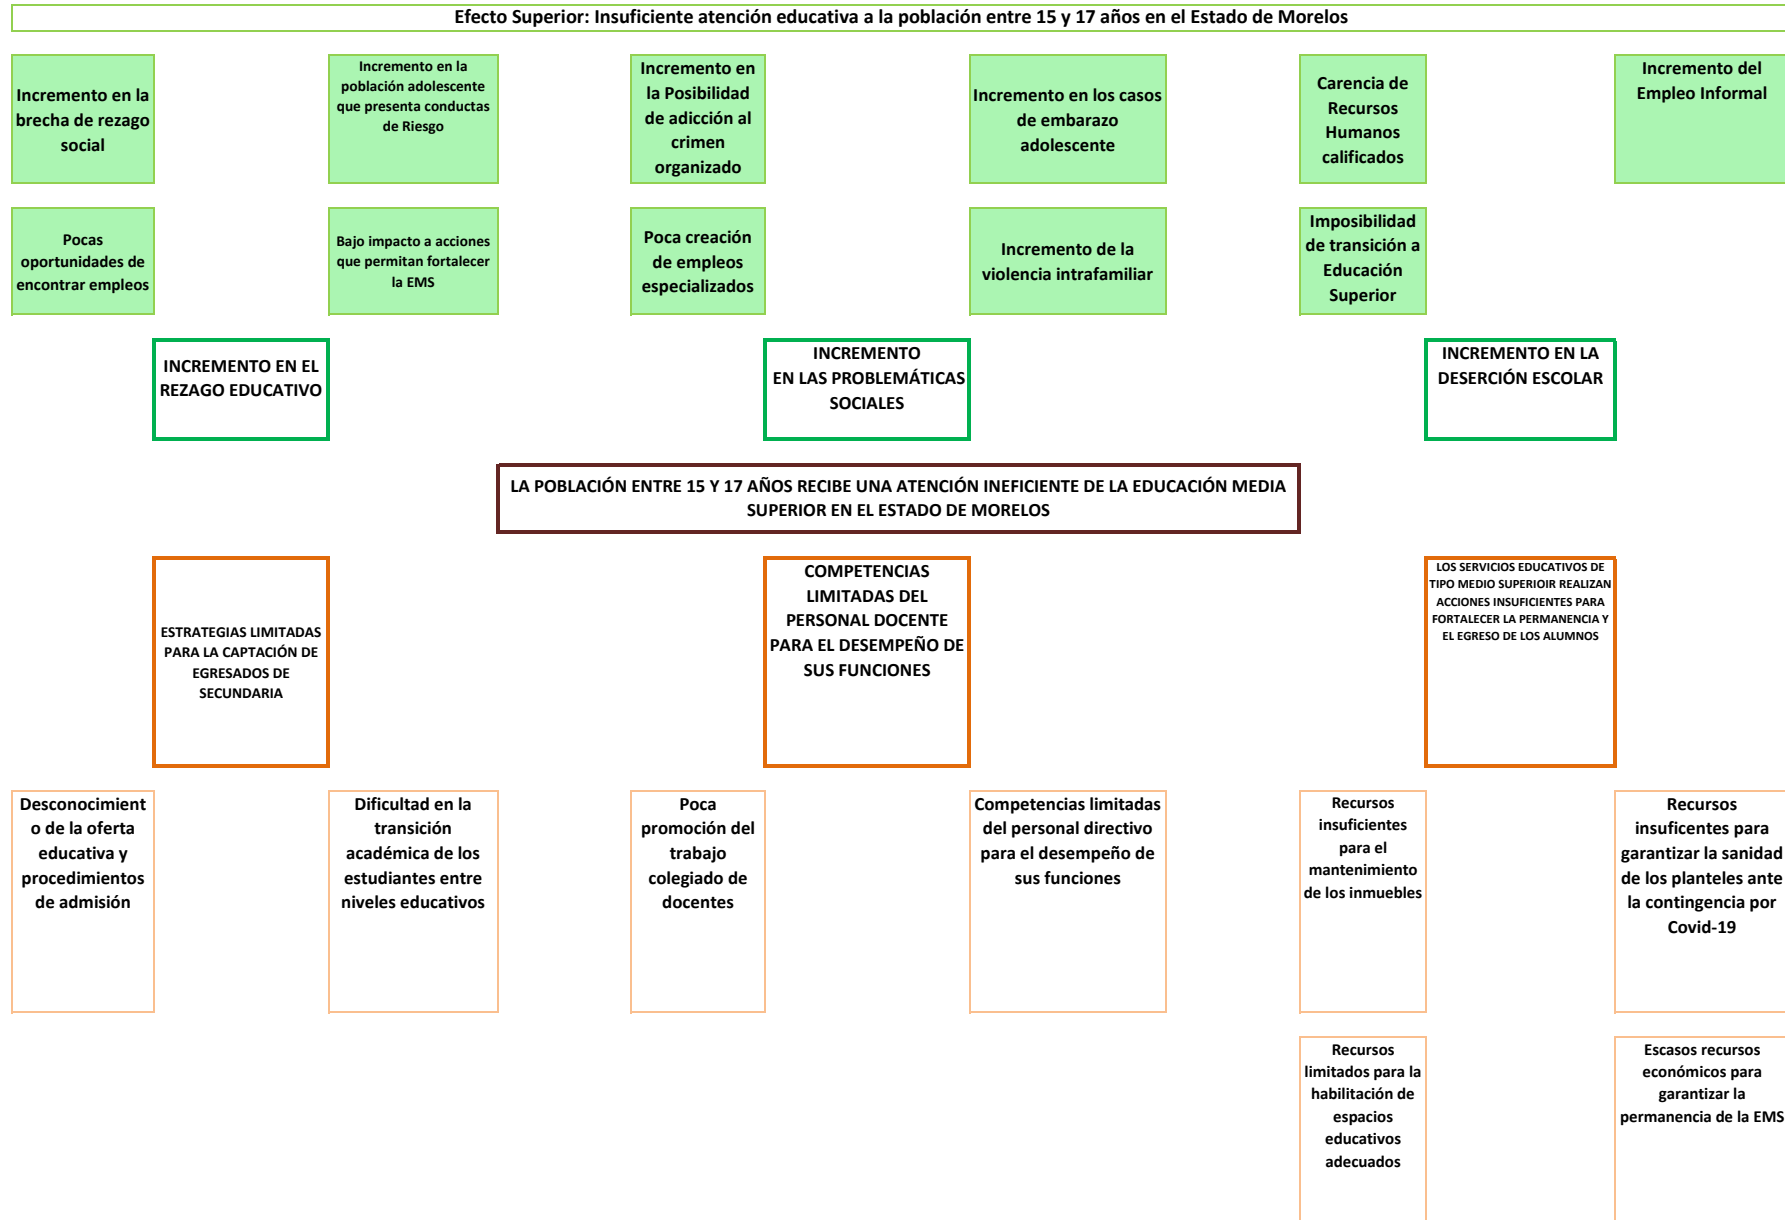 Efecto Superior: Insuficiente atención educativa a la población entre 15 y 17 años en el Estado de Morelos
Incremento en la
brecha de rezago
social
Incremento en la
población adolescente
que presenta conductas
de Riesgo
Incremento en
la Posibilidad
de adicción al
crimen
organizado
Incremento en los casos
de embarazo
adolescente
Carencia de
Recursos
Humanos
calificados
Incremento del
Empleo Informal
Pocas
oportunidades de
encontrar empleos
Bajo impacto a acciones
que permitan fortalecer
la EMS
Poca creación
de empleos
especializados
Incremento de la
violencia intrafamiliar
Imposibilidad
de transición a
Educación
Superior
INCREMENTO EN EL
REZAGO EDUCATIVO
INCREMENTO
EN LAS PROBLEMÁTICAS
SOCIALES
INCREMENTO EN LA
DESERCIÓN ESCOLAR
LA POBLACIÓN ENTRE 15 Y 17 AÑOS RECIBE UNA ATENCIÓN INEFICIENTE DE LA EDUCACIÓN MEDIA
SUPERIOR EN EL ESTADO DE MORELOS
ESTRATEGIAS LIMITADAS
PARA LA CAPTACIÓN DE
EGRESADOS DE
SECUNDARIA
COMPETENCIAS
LIMITADAS DEL
PERSONAL DOCENTE
PARA EL DESEMPEÑO DE
SUS FUNCIONES
LOS SERVICIOS EDUCATIVOS DE
TIPO MEDIO SUPERIOIR REALIZAN
ACCIONES INSUFICIENTES PARA
FORTALECER LA PERMANENCIA Y
EL EGRESO DE LOS ALUMNOS
Desconocimient
o de la oferta
educativa y
procedimientos
de admisión
Dificultad en la
transición
académica de los
estudiantes entre
niveles educativos
Poca
promoción del
trabajo
colegiado de
docentes
Competencias limitadas
del personal directivo
para el desempeño de
sus funciones
Recursos
insuficientes
para el
mantenimiento
de los inmuebles
Recursos
insuficentes para
garantizar la sanidad
de los planteles ante
la contingencia por
Covid-19
Recursos
limitados para la
habilitación de
espacios
educativos
adecuados
Escasos recursos
económicos para
garantizar la
permanencia de la EMS